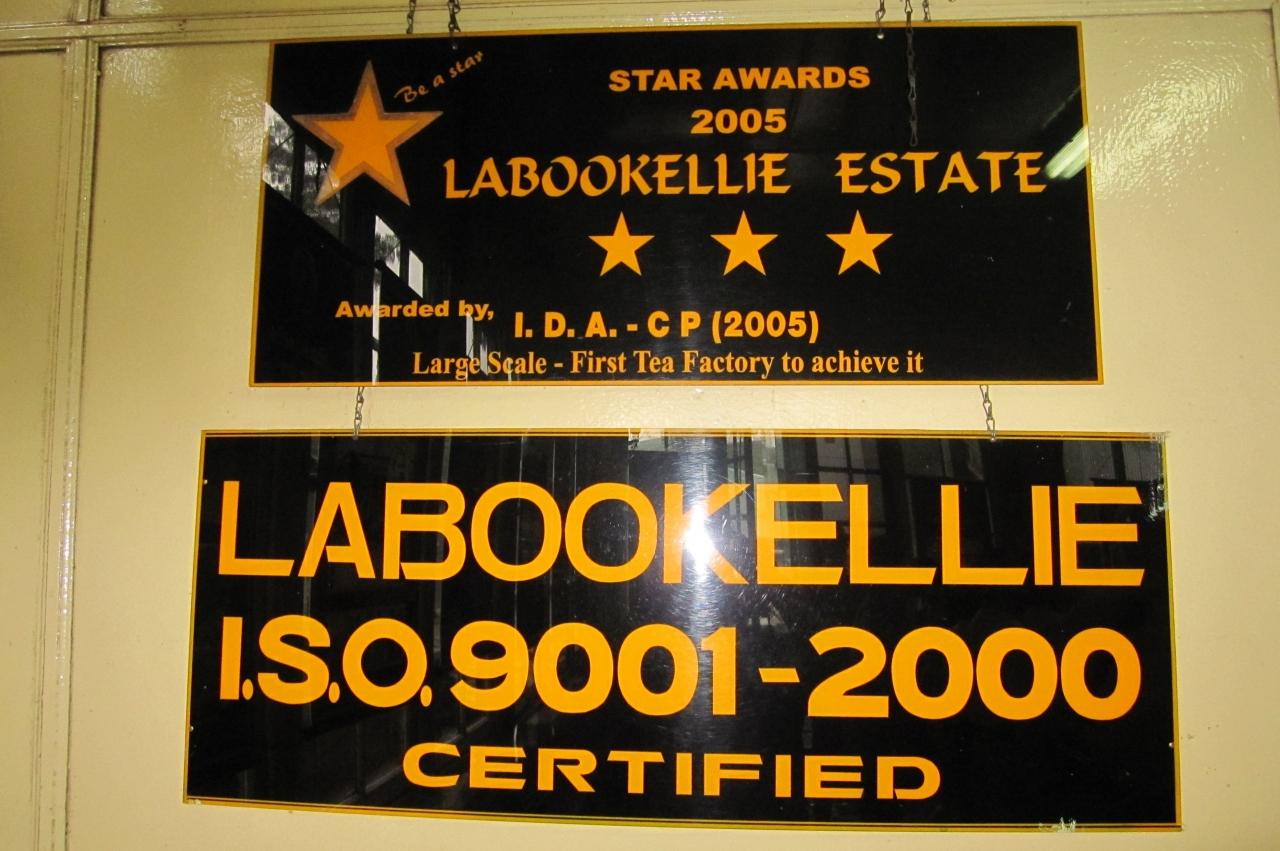 Be a star
STAR AWARDS
2005
LABOOKELLIE ESTATE
Awarded by,
I. D. A. - C P (2005)
Large Scale - First Tea Factory to achieve it
LABOOKELLIE
I.S.O. 9001 - 2000
CERTIFIED